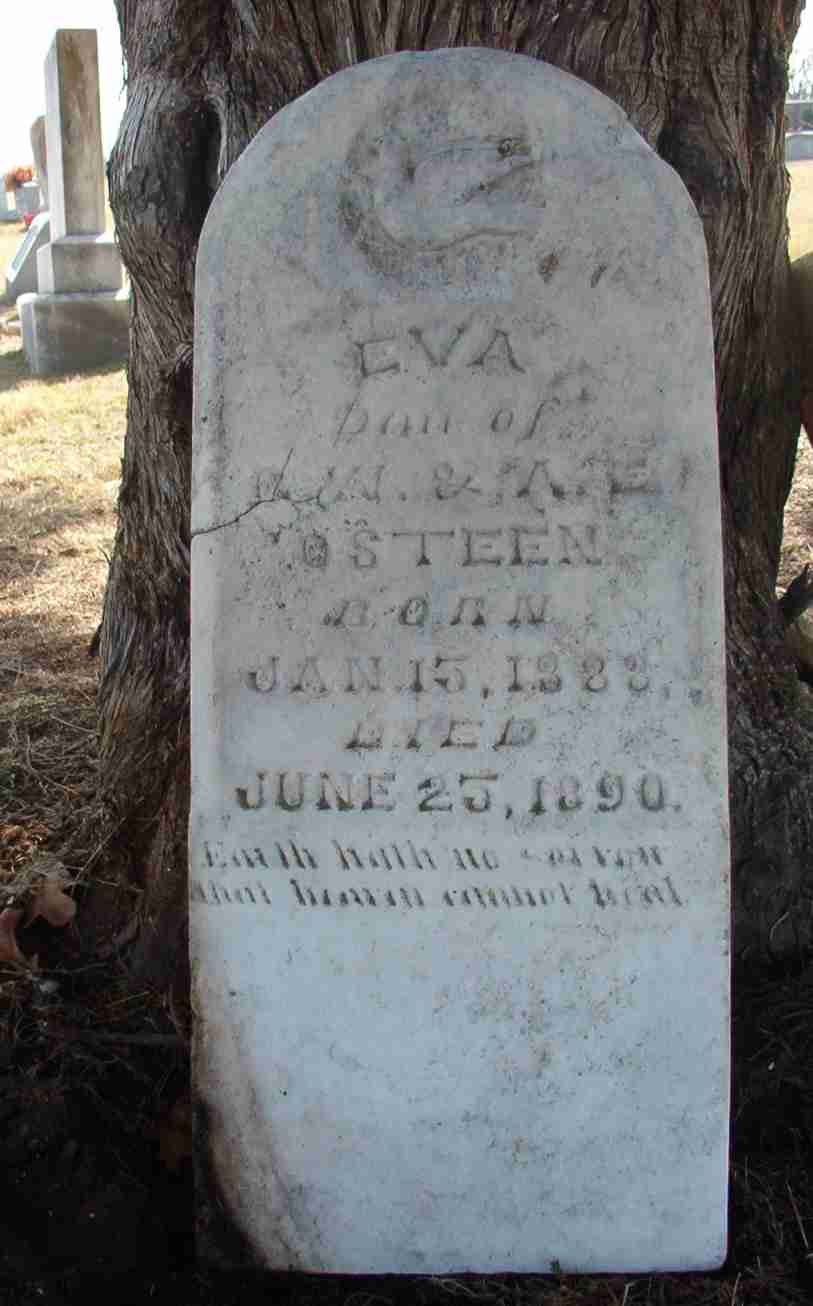 EVA
Dau of
& A. E.
OSTEEN
BORN
JAN. 15, 1888,
DIED
JUNE 25, 1890.
Earth hath no sorrow
that heaven cannot heal.